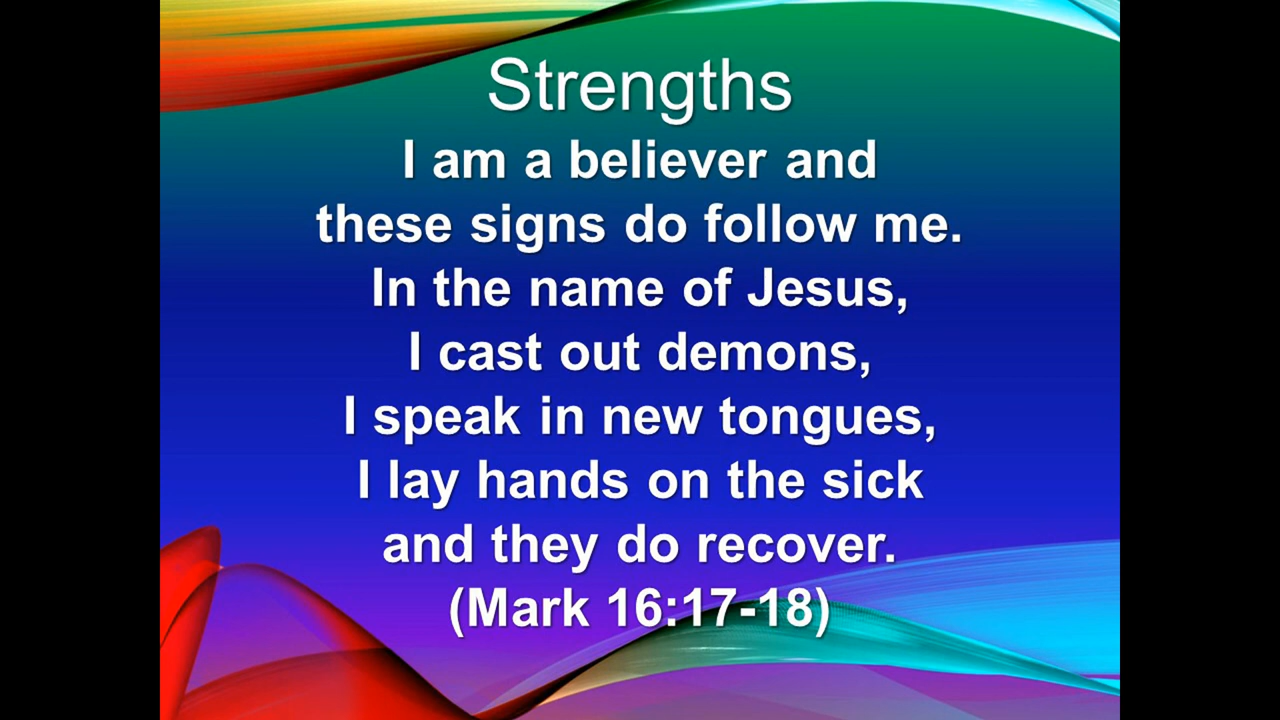 Strengths
I am a believer and
these signs do follow me.
In the name of Jesus,
I cast out demons,
I speak in new tongues,
I lay hands on the sick
and they do recover.
(Mark 16:17-18)